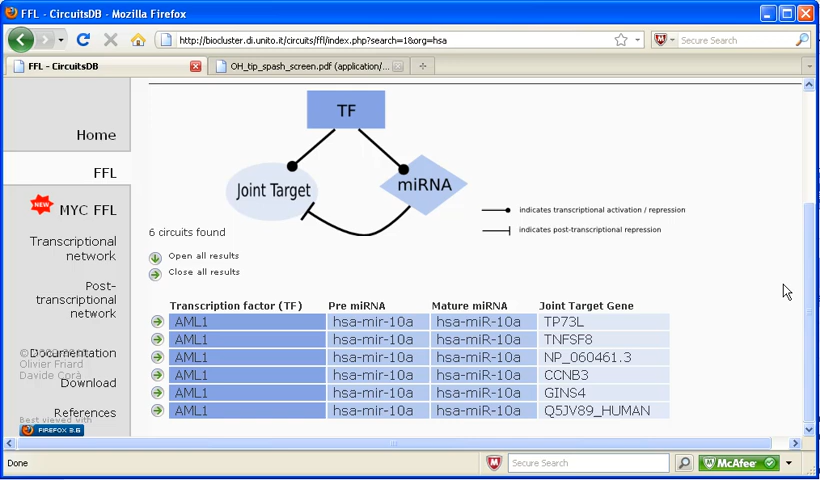 FFL - CircuitsDB - Mozilla Firefox
http://biocluster.di.unito.it/circuits/ffl/index.php?search=1&org=hsa
Secure Search
FFL - CircuitsDB
OH_tip_spash_screen.pdf (application/...
Home
FFL
NEW
MYC FFL
Transcriptional
network
Post-
transcriptional
network
Documentation
Olivier Friard
Davide Corà
Download
References
Best viewed with
FIREFOX 3.6
TF
Joint Target
miRNA
indicates transcriptional activation / repression
indicates post-transcriptional repression
6 circuits found
Open all results
Close all results
Transcription factor (TF) Pre miRNA Mature miRNA Joint Target Gene
AML1 hsa-mir-10a hsa-miR-10a TP73L
AML1 hsa-mir-10a hsa-miR-10a TNFSF8
AML1 hsa-mir-10a hsa-miR-10a NP_060461.3
AML1 hsa-mir-10a hsa-miR-10a CCNB3
AML1 hsa-mir-10a hsa-miR-10a GINS4
AML1 hsa-mir-10a hsa-miR-10a Q5JV89_HUMAN
Done
Secure Search
McAfee